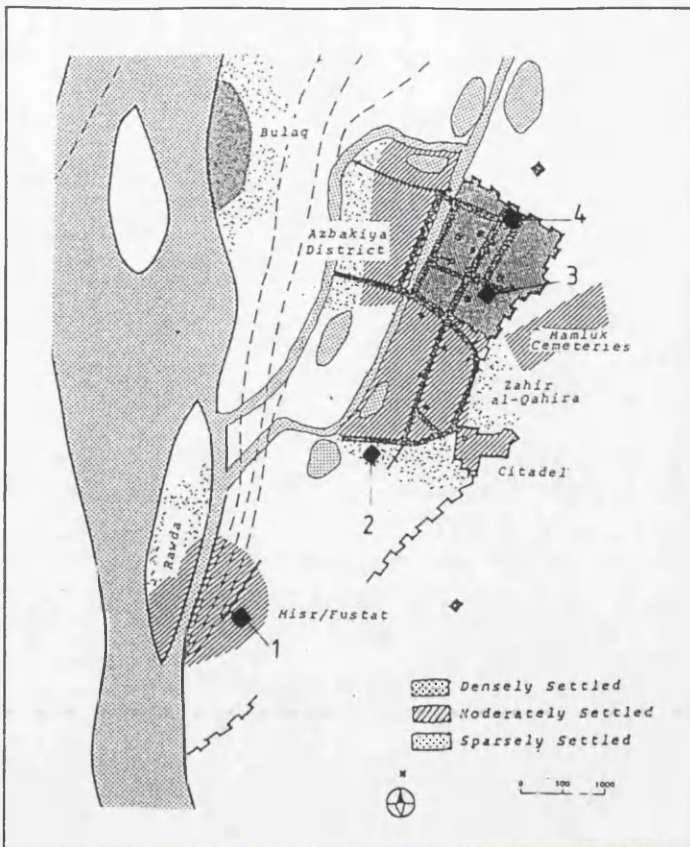 Bulaq
Azbakiya
District
4
3
Mamluk
Cemeteries
Zahir
al-Qahira
Citadel
2
Rawda
Misr/Fustat
1
Densely Settled
Moderately Settled
Sparsely Settled
0 500 1000